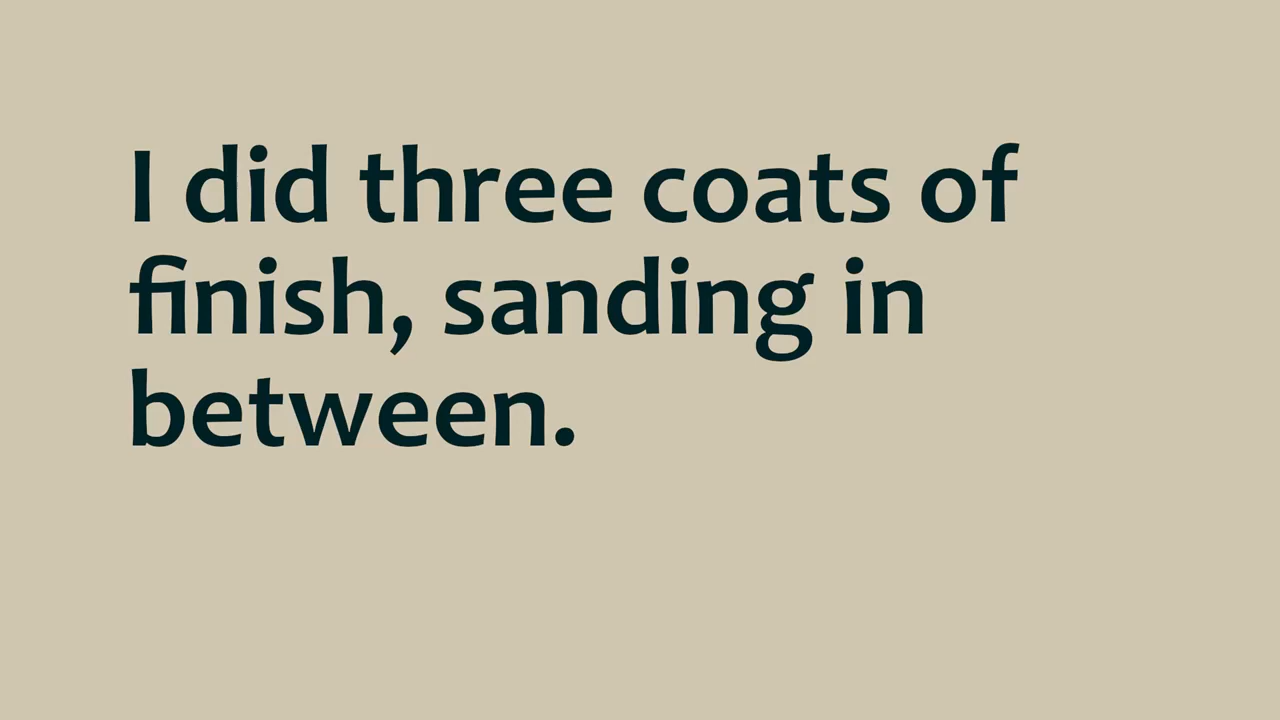 I did three coats of
finish, sanding in
between.